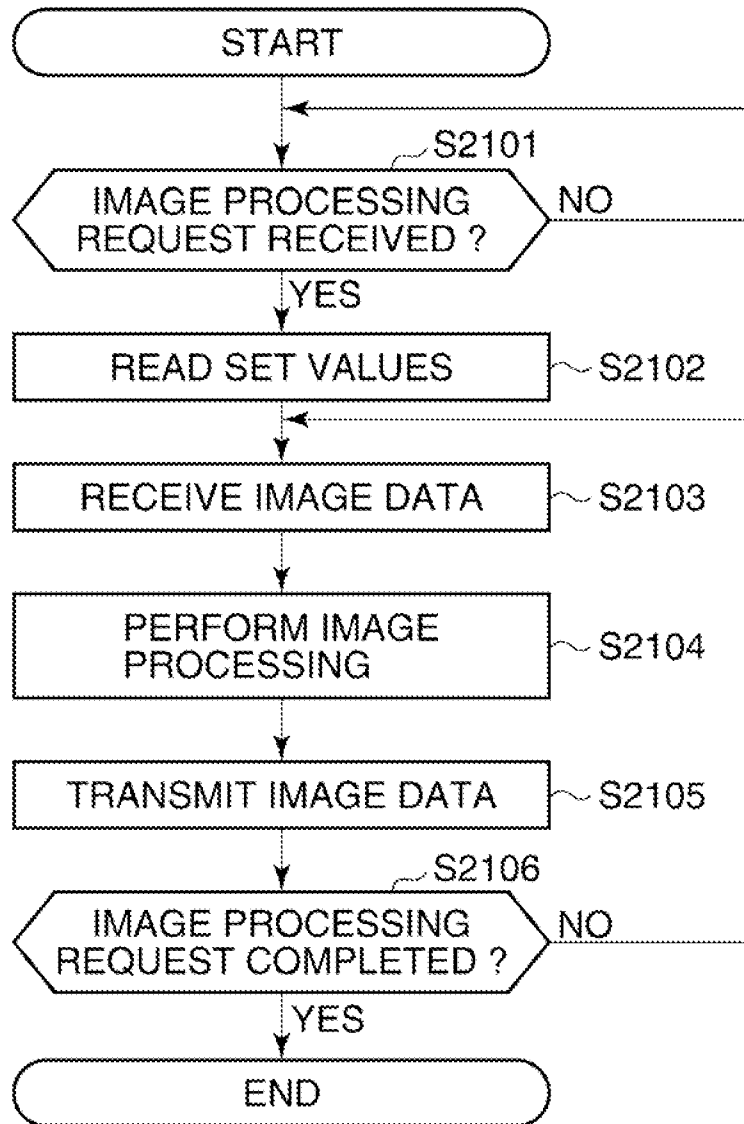 START
S2101
IMAGE PROCESSING
REQUEST RECEIVED ?
NO
YES
READ SET VALUES
S2102
RECEIVE IMAGE DATA
S2103
PERFORM IMAGE
PROCESSING
S2104
TRANSMIT IMAGE DATA
S2105
S2106
IMAGE PROCESSING
REQUEST COMPLETED ?
NO
YES
END